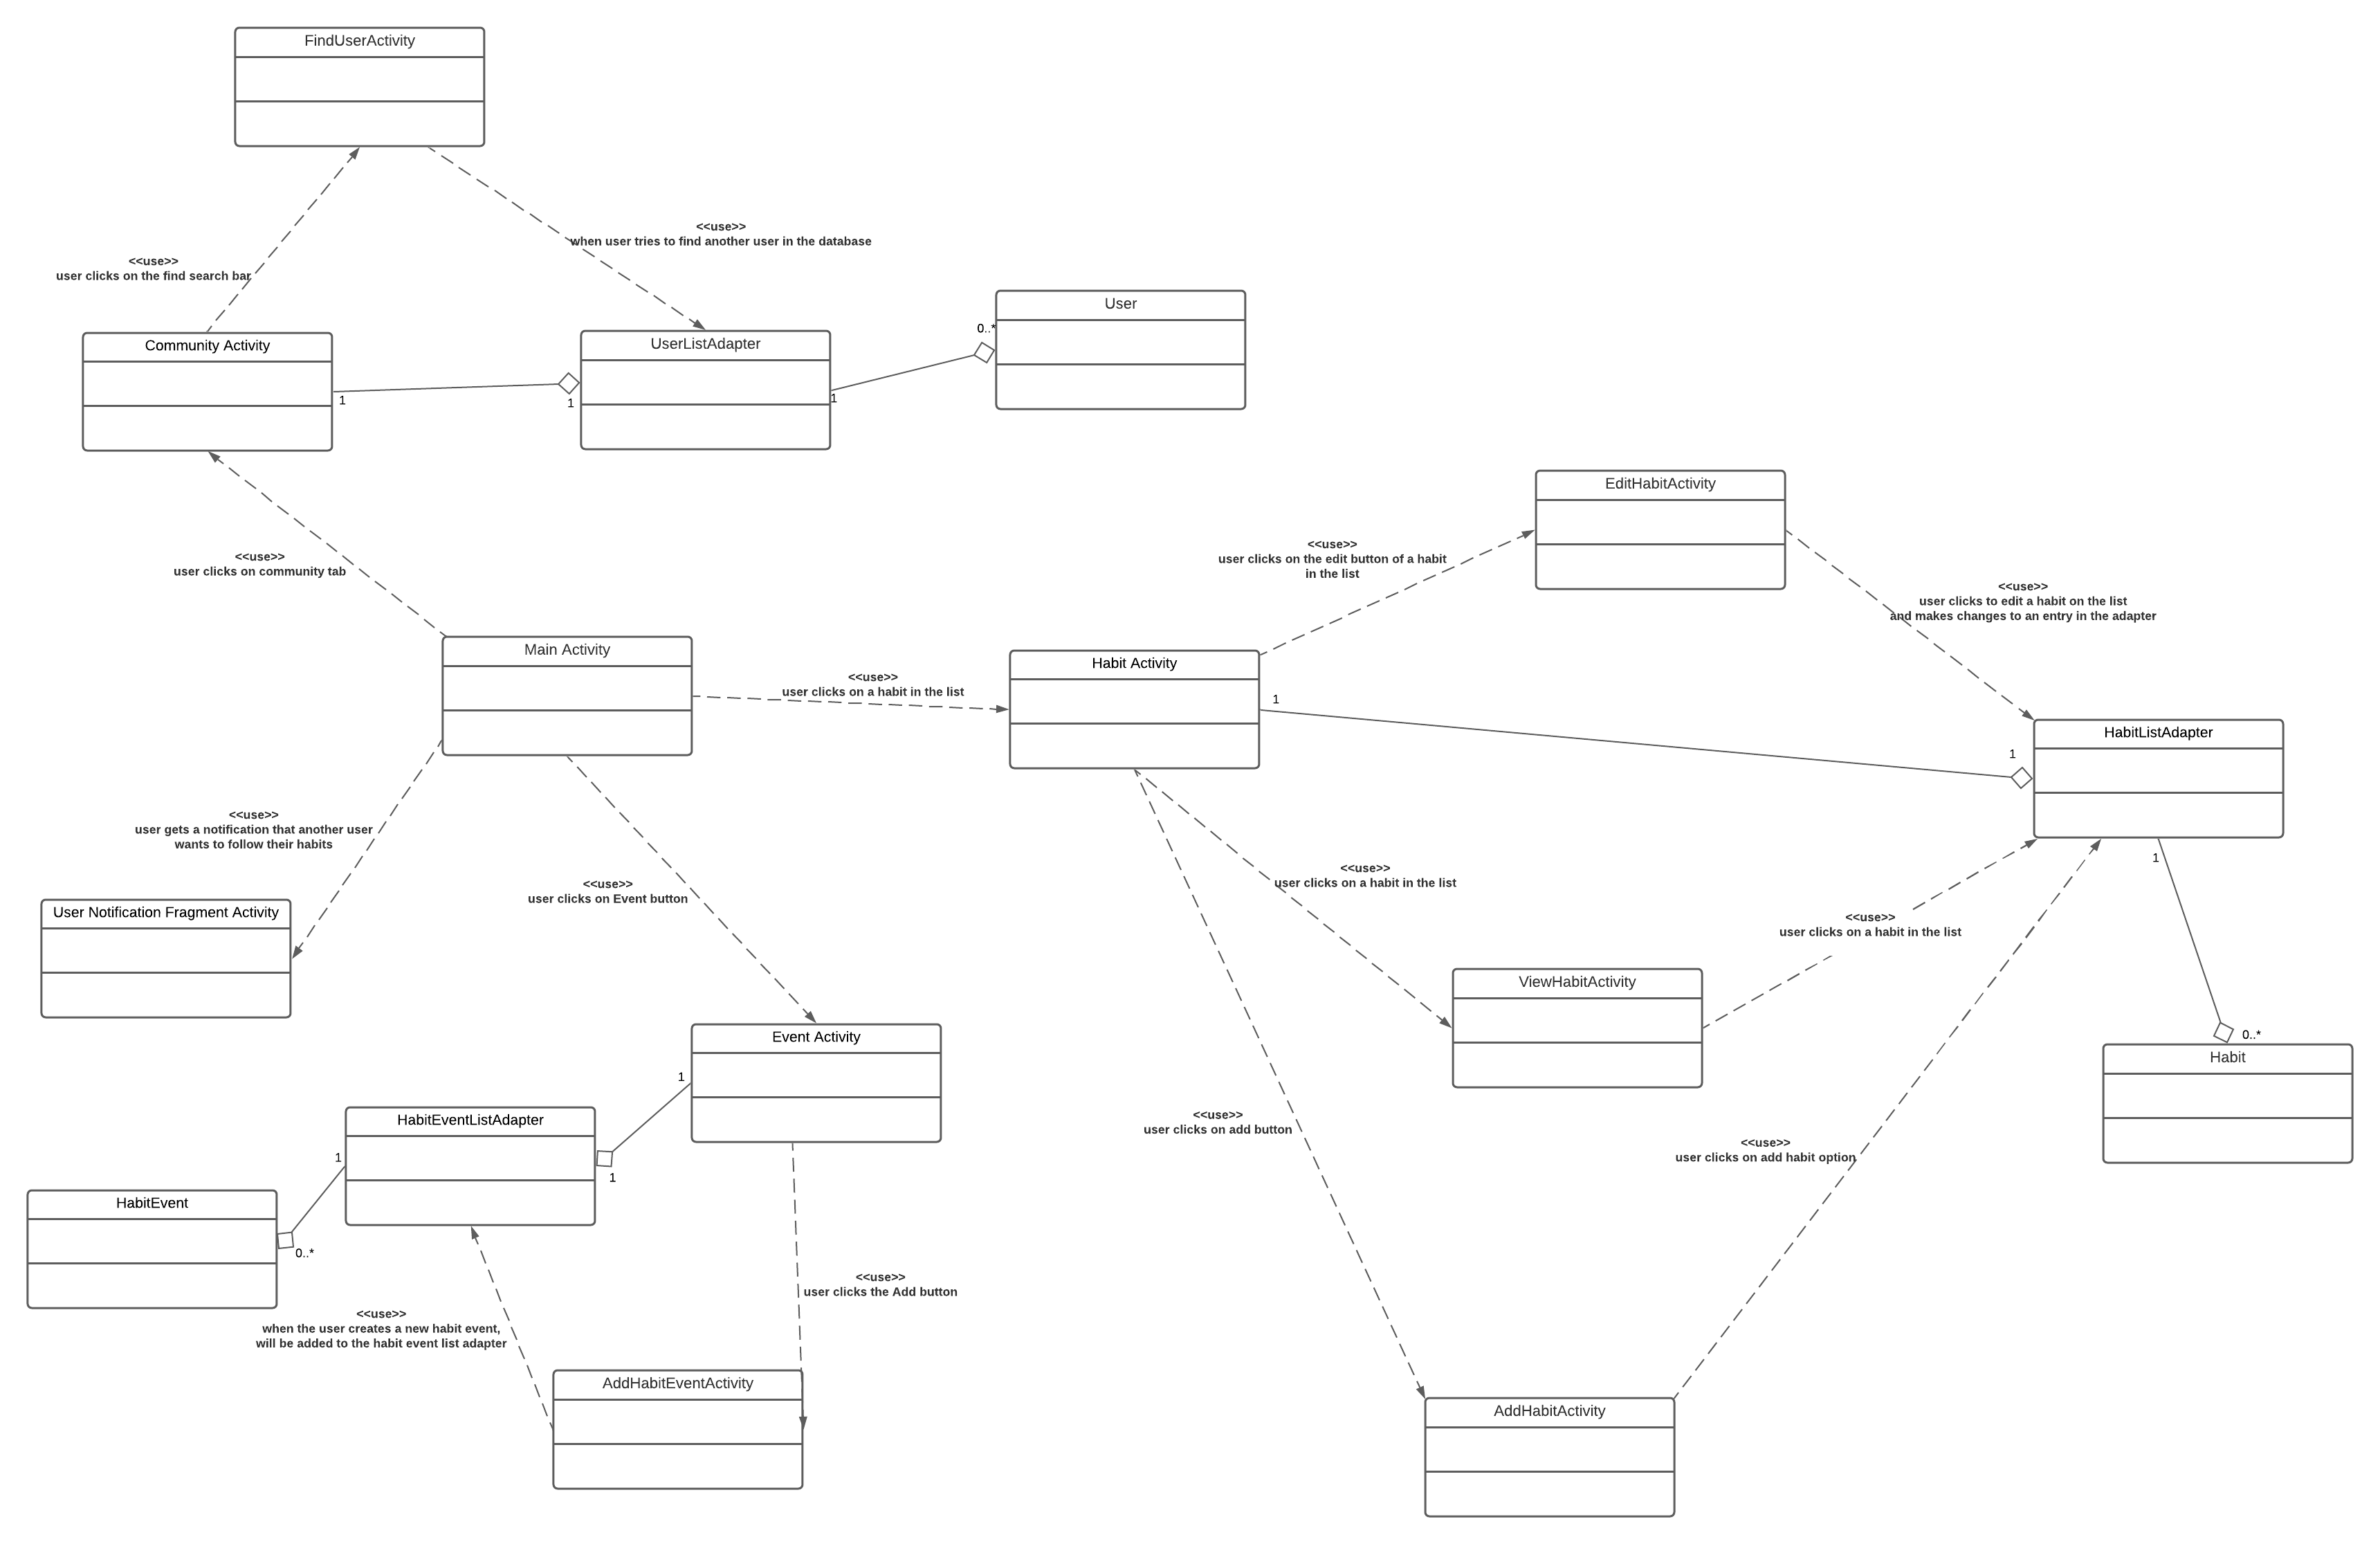 FindUserActivity
<<use>>
when user tries to find another user in the database
<<use>>
user clicks on the find search bar
User
0..*
Community Activity
UserListAdapter
1
1
1
EditHabitActivity
<<use>>
user clicks on the edit button of a habit
in the list
<<use>>
user clicks on community tab
<<use>>
user clicks to edit a habit on the list
and makes changes to an entry in the adapter
Main Activity
Habit Activity
<<use>>
user clicks on a habit in the list
1
HabitListAdapter
1
<<use>>
user gets a notification that another user
wants to follow their habits
1
<<use>>
user clicks on a habit in the list
<<use>>
user clicks on Event button
User Notification Fragment Activity
<<use>>
user clicks on a habit in the list
ViewHabitActivity
0..*
Event Activity
Habit
1
HabitEventListAdapter
<<use>>
user clicks on add button
<<use>>
user clicks on add habit option
1
1
HabitEvent
0..*
<<use>>
user clicks the Add button
<<use>>
when the user creates a new habit event,
will be added to the habit event list adapter
AddHabitEventActivity
AddHabitActivity